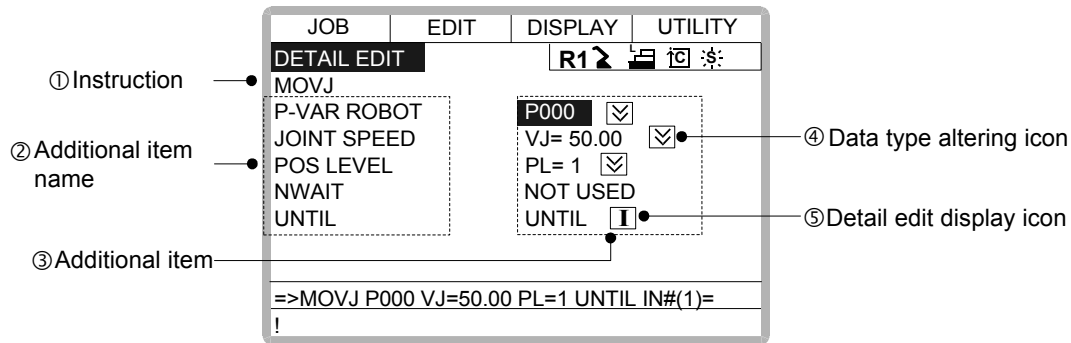 JOB EDIT DISPLAY UTILITY
DETAIL EDIT R1 L C S
①Instruction
MOVJ
P-VAR ROBOT P000
JOINT SPEED VJ= 50.00
④Data type altering icon
②Additional item
name
POS LEVEL PL= 1
NWAIT NOT USED
UNTIL UNTIL I
⑤Detail edit display icon
③Additional item
=>MOVJ P000 VJ=50.00 PL=1 UNTIL IN#(1)=
!